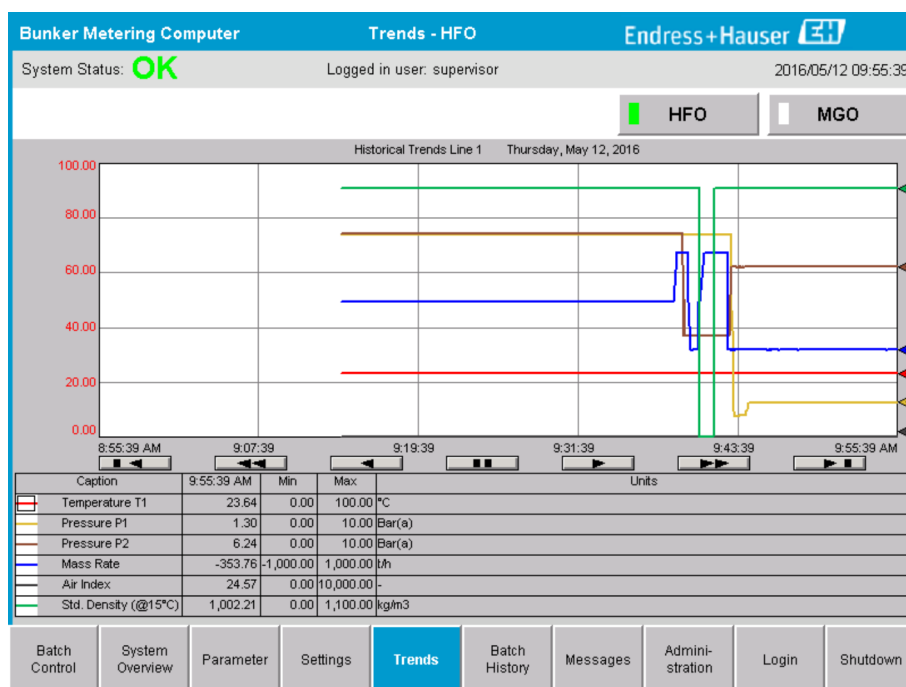 Bunker Metering Computer Trends - HFO Endress+Hauser EH
System Status: OK Logged in user: supervisor 2016/05/12 09:55:39
HFO MGO
Historical Trends Line 1 Thursday, May 12, 2016
100.00
80.00
60.00
40.00
20.00
0.00
8:55:39 AM 9:07:39 9:19:39 9:31:39 9:43:39 9:55:39 AM
Caption 9:55:39 AM Min Max Units
Temperature T1 23.64 0.00 100.00 °C
Pressure P1 1.30 0.00 10.00 Bar(a)
Pressure P2 6.24 0.00 10.00 Bar(a)
Mass Rate -353.76 -1,000.00 1,000.00 t/h
Air Index 24.57 0.00 10,000.00 -
Std. Density (@15°C) 1,002.21 0.00 1,100.00 kg/m3
Batch Control System Overview Parameter Settings Trends Batch History Messages Admini-stration Login Shutdown